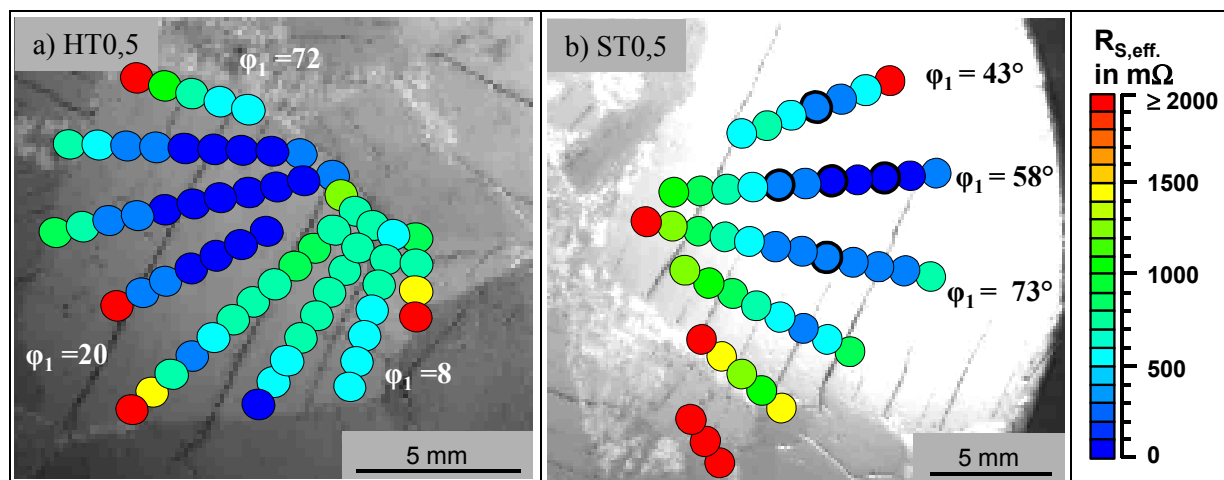 a) HT0,5
φ₁ =72
φ₁ =20
φ₁ =8
5 mm
b) ST0,5
φ₁ = 43°
φ₁ = 58°
φ₁ = 73°
5 mm
R_S,eff.
in mΩ
≥ 2000
1500
1000
500
0